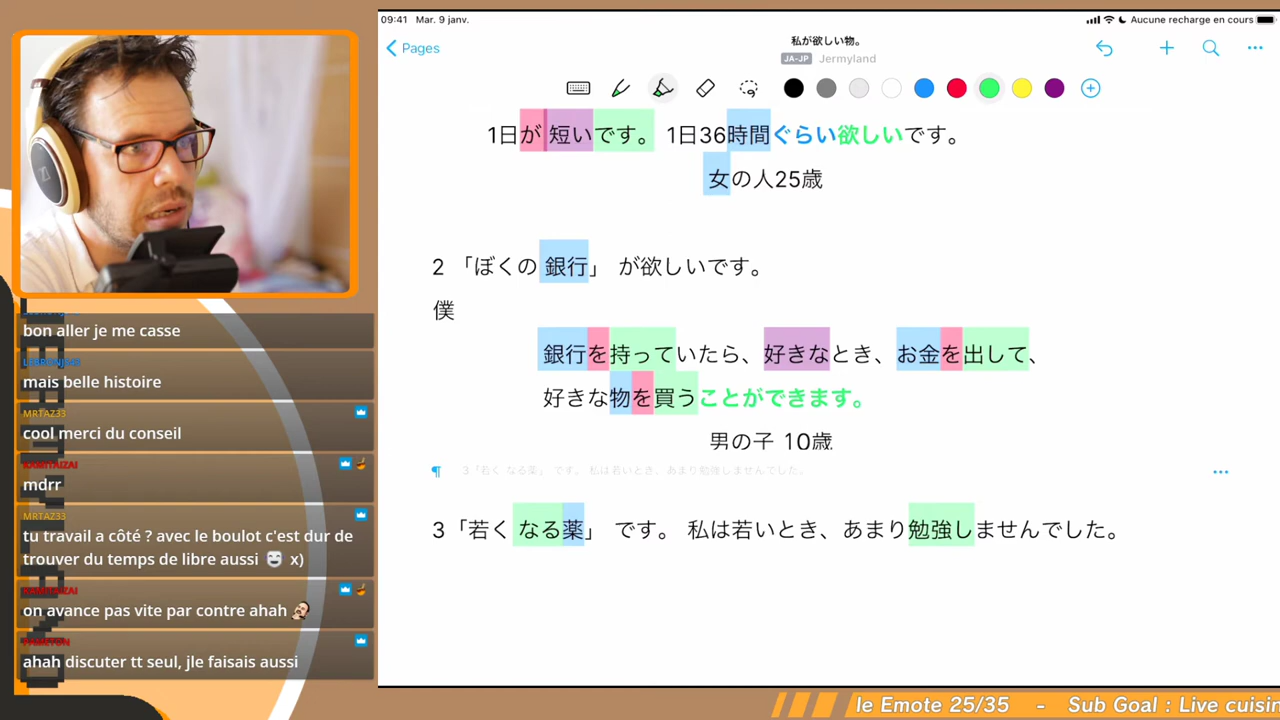 09:41 Mar. 9 janv.
Aucune recharge en cours
Pages
私が欲しい物。
JA-JP Jermyland
1日が短いです。 1日36時間ぐらい欲しいです。
女の人25歳
2 「ぼくの銀行」 が欲しいです。
僕
銀行を持っていたら、好きなとき、お金を出して、
好きな物を買うことができます。
男の子 10歳
3「若く なる薬」 です。 私は若いとき、あまり勉強しませんでした。
3「若く なる薬」 です。 私は若いとき、あまり勉強しませんでした。
bon aller je me casse
mais belle histoire
MRTAZ33
cool merci du conseil
mdrr
MRTAZ33
tu travail a côté ? avec le boulot c'est dur de
trouver du temps de libre aussi x)
on avance pas vite par contre ahah
ahah discuter tt seul, jle faisais aussi
le Emote 25/35 - Sub Goal : Live cuisin